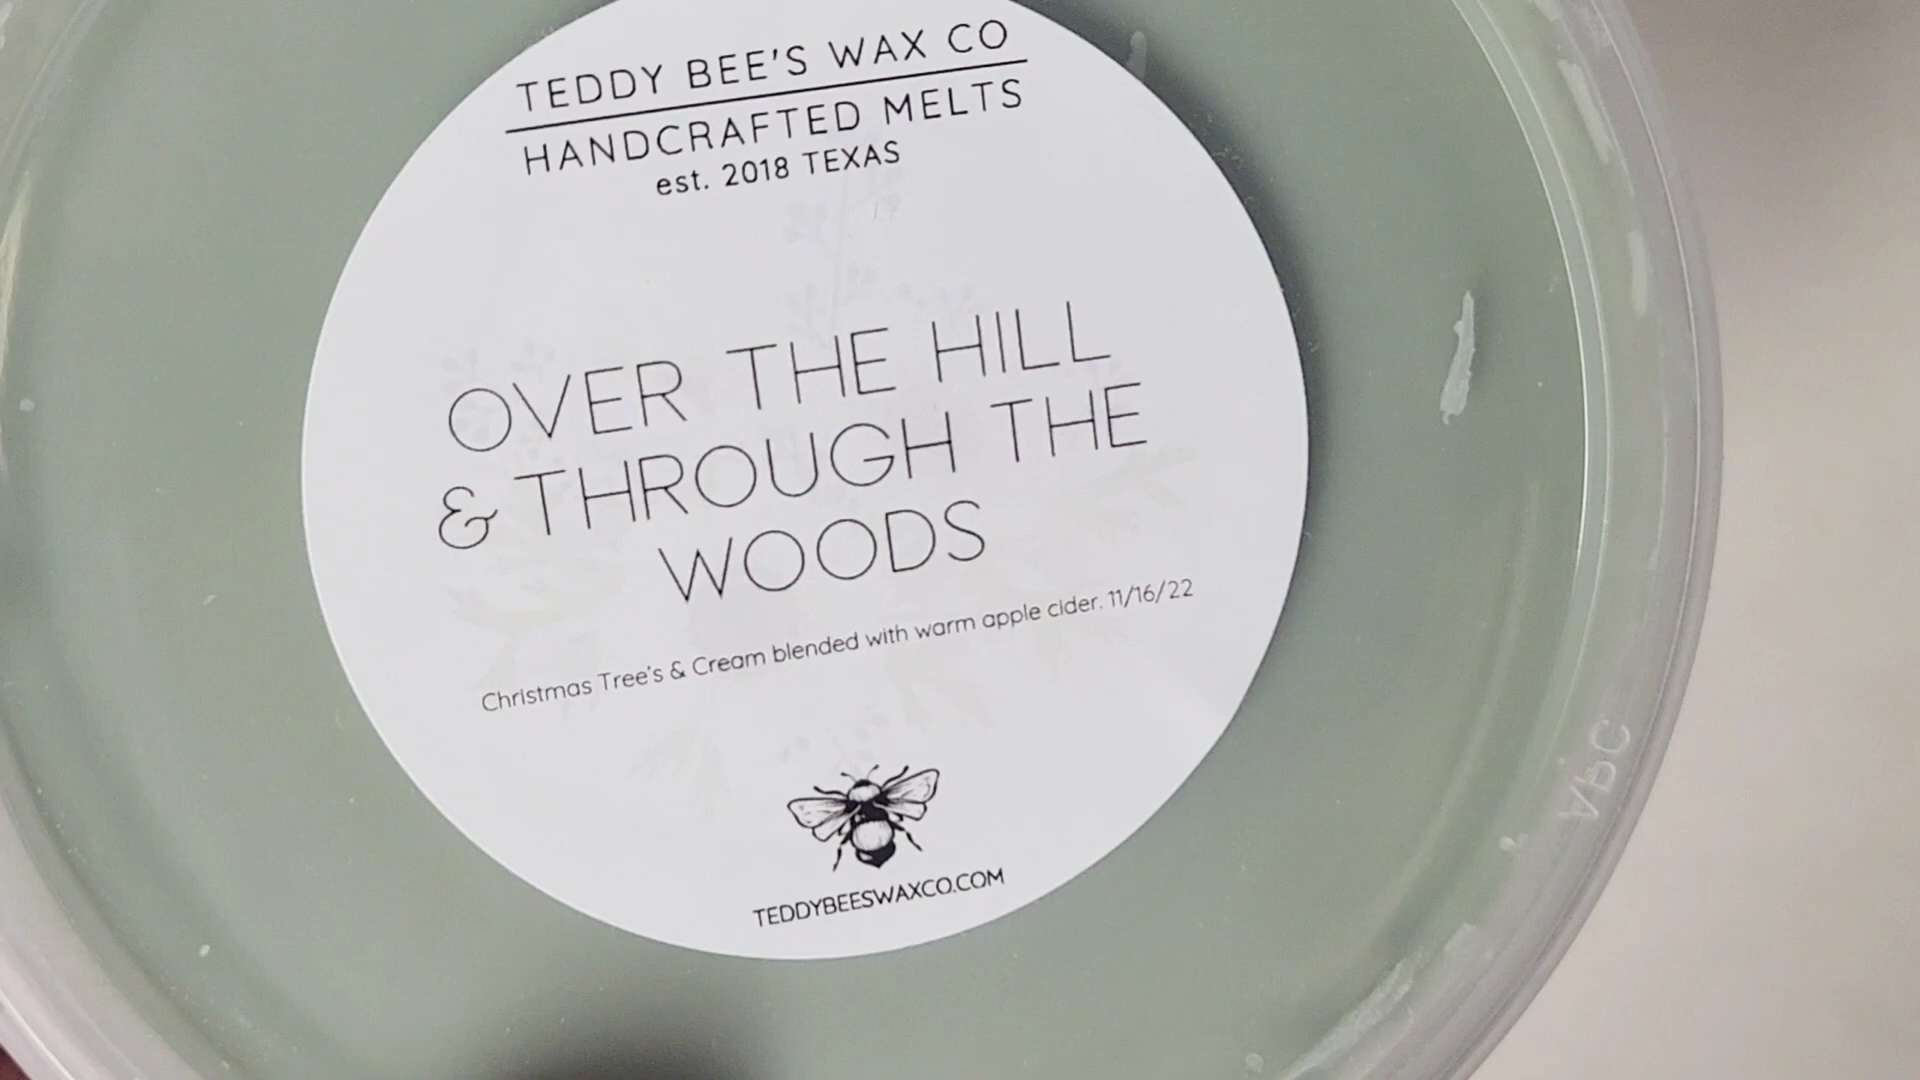 TEDDY BEE'S WAX CO
HANDCRAFTED MELTS
est. 2018 TEXAS
OVER THE HILL
& THROUGH THE
WOODS
Christmas Tree's & Cream blended with warm apple cider. 11/16/22
TEDDYBEESWAXCO.COM